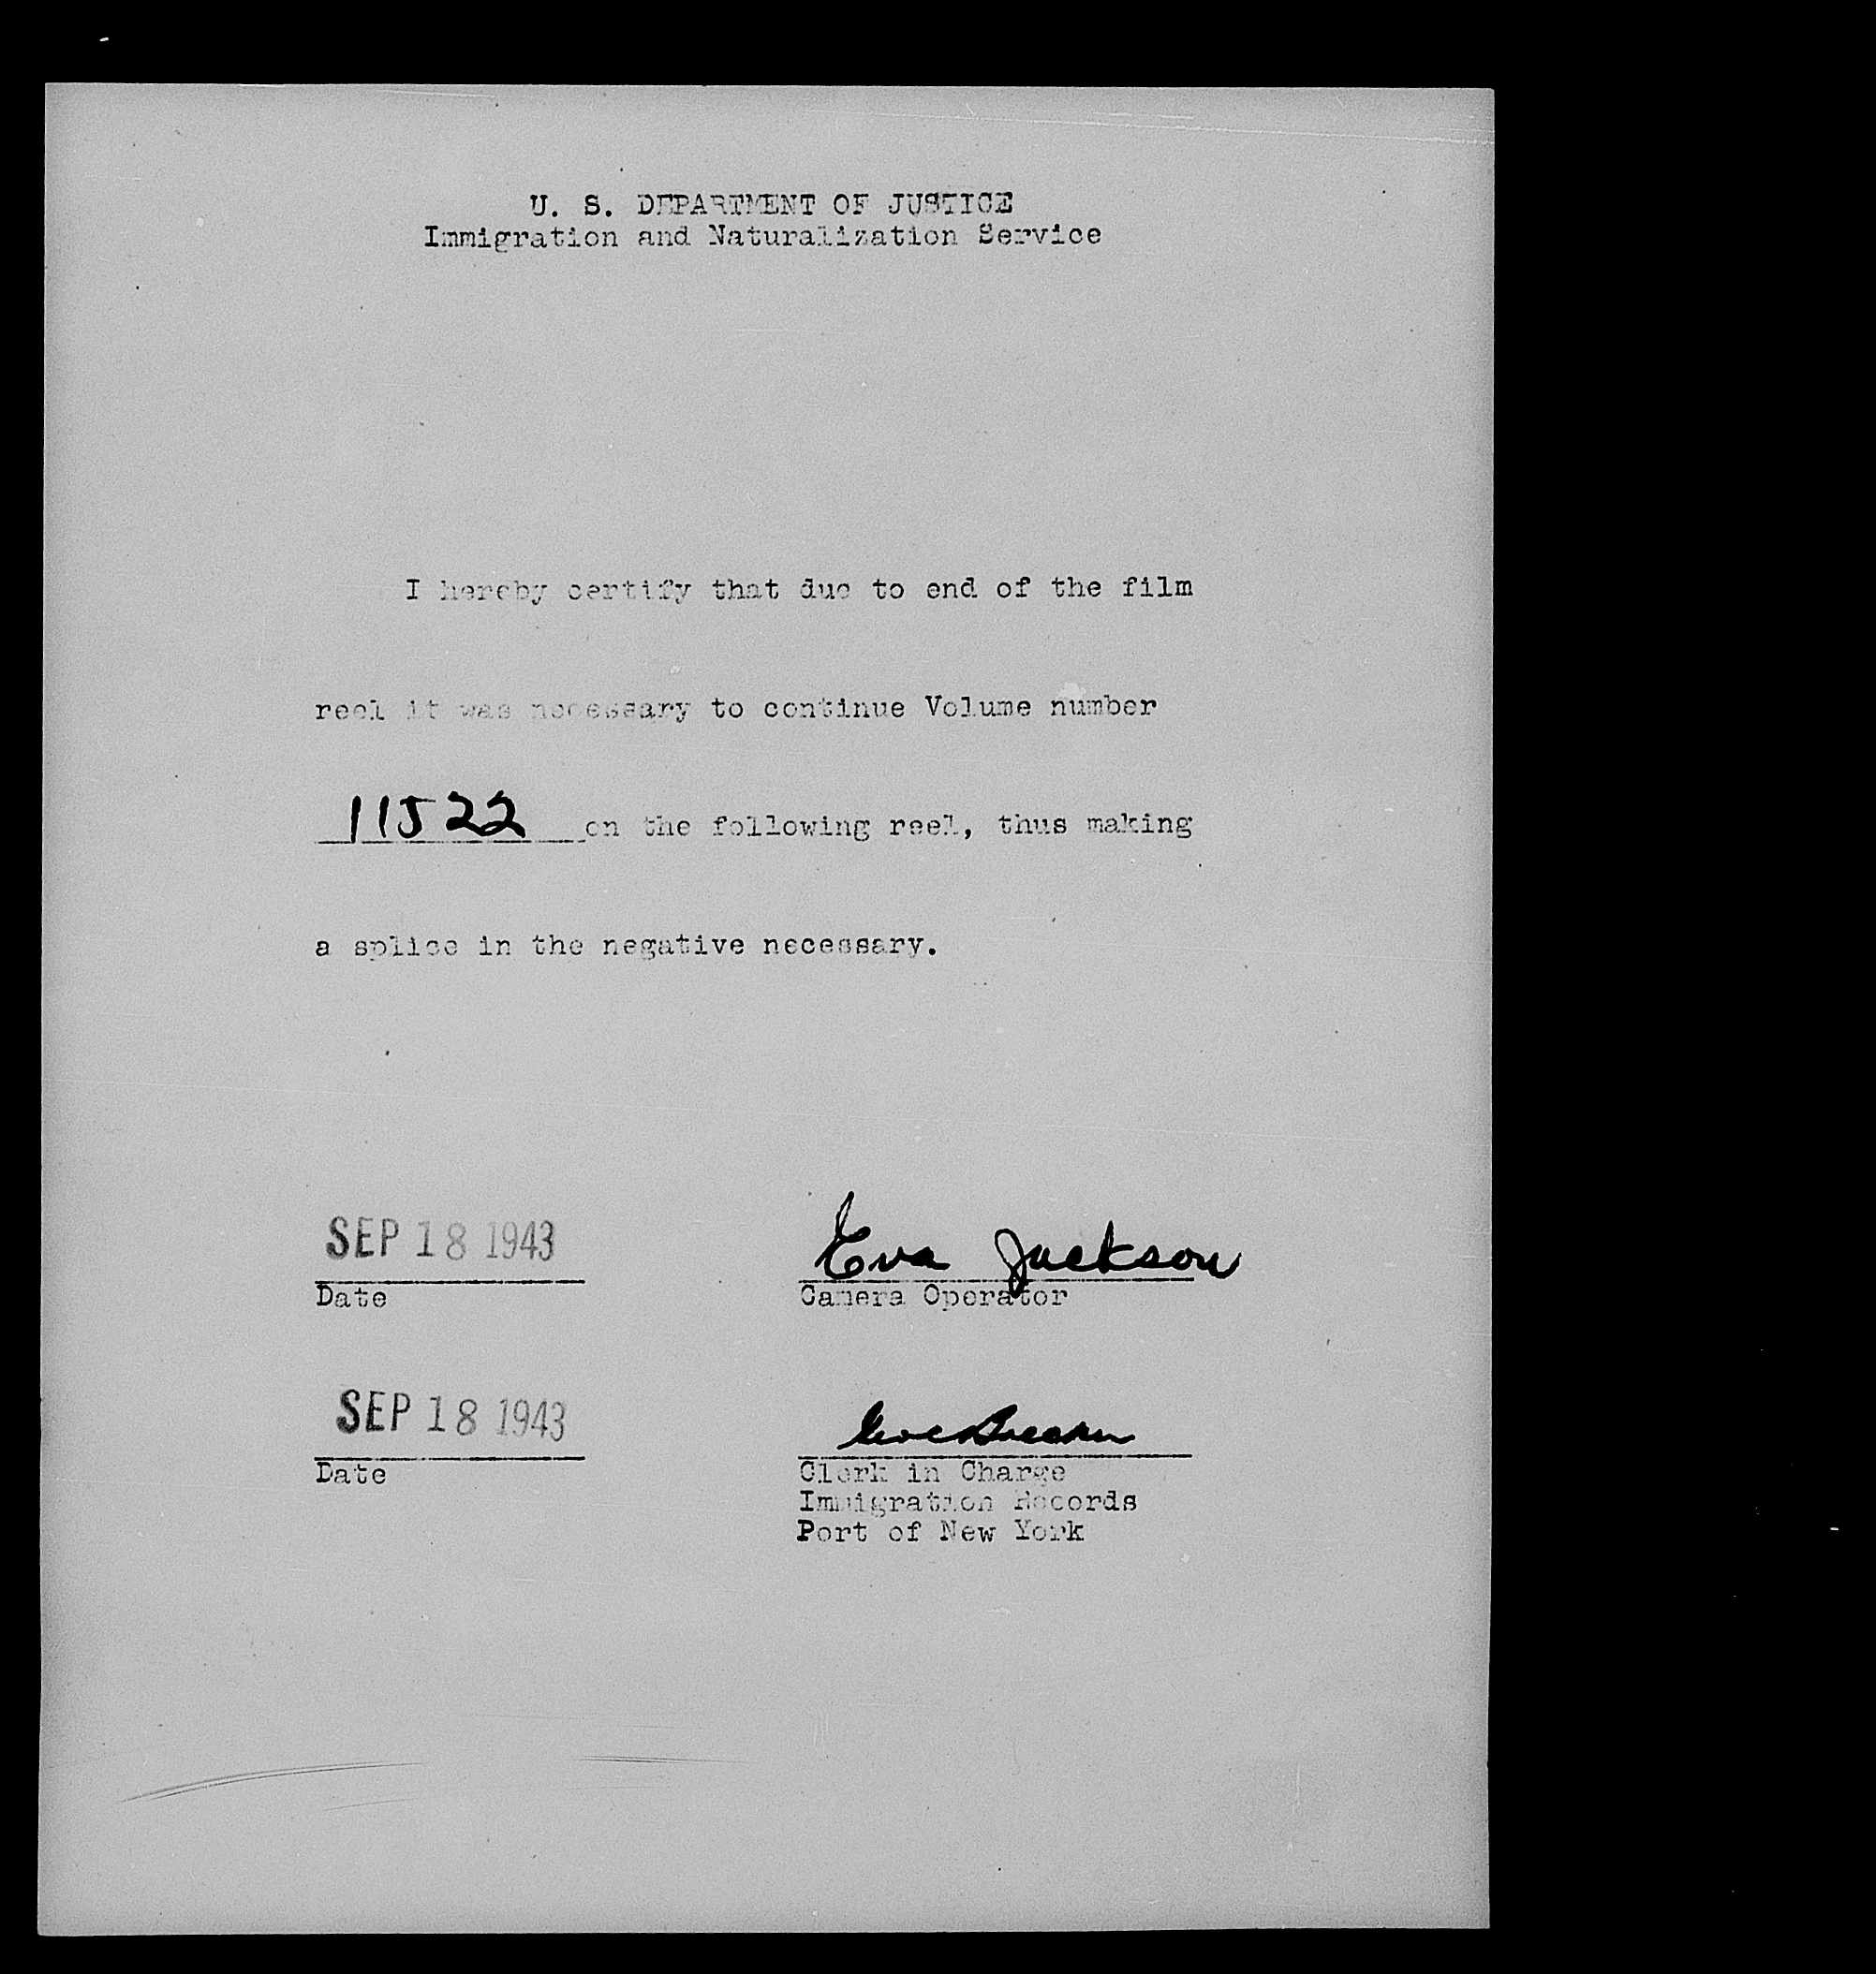 U. S. DEPARTMENT OF JUSTICE
Immigration and Naturalization Service
I hereby certify that due to end of the film
reel it was necessary to continue Volume number
11522 on the following reel, thus making
a splice in the negative necessary.
SEP 18 1943
Eva Jackson
Date
Camera Operator
SEP 18 1943
Date
Clerk in Charge
Immigration Records
Port of New York